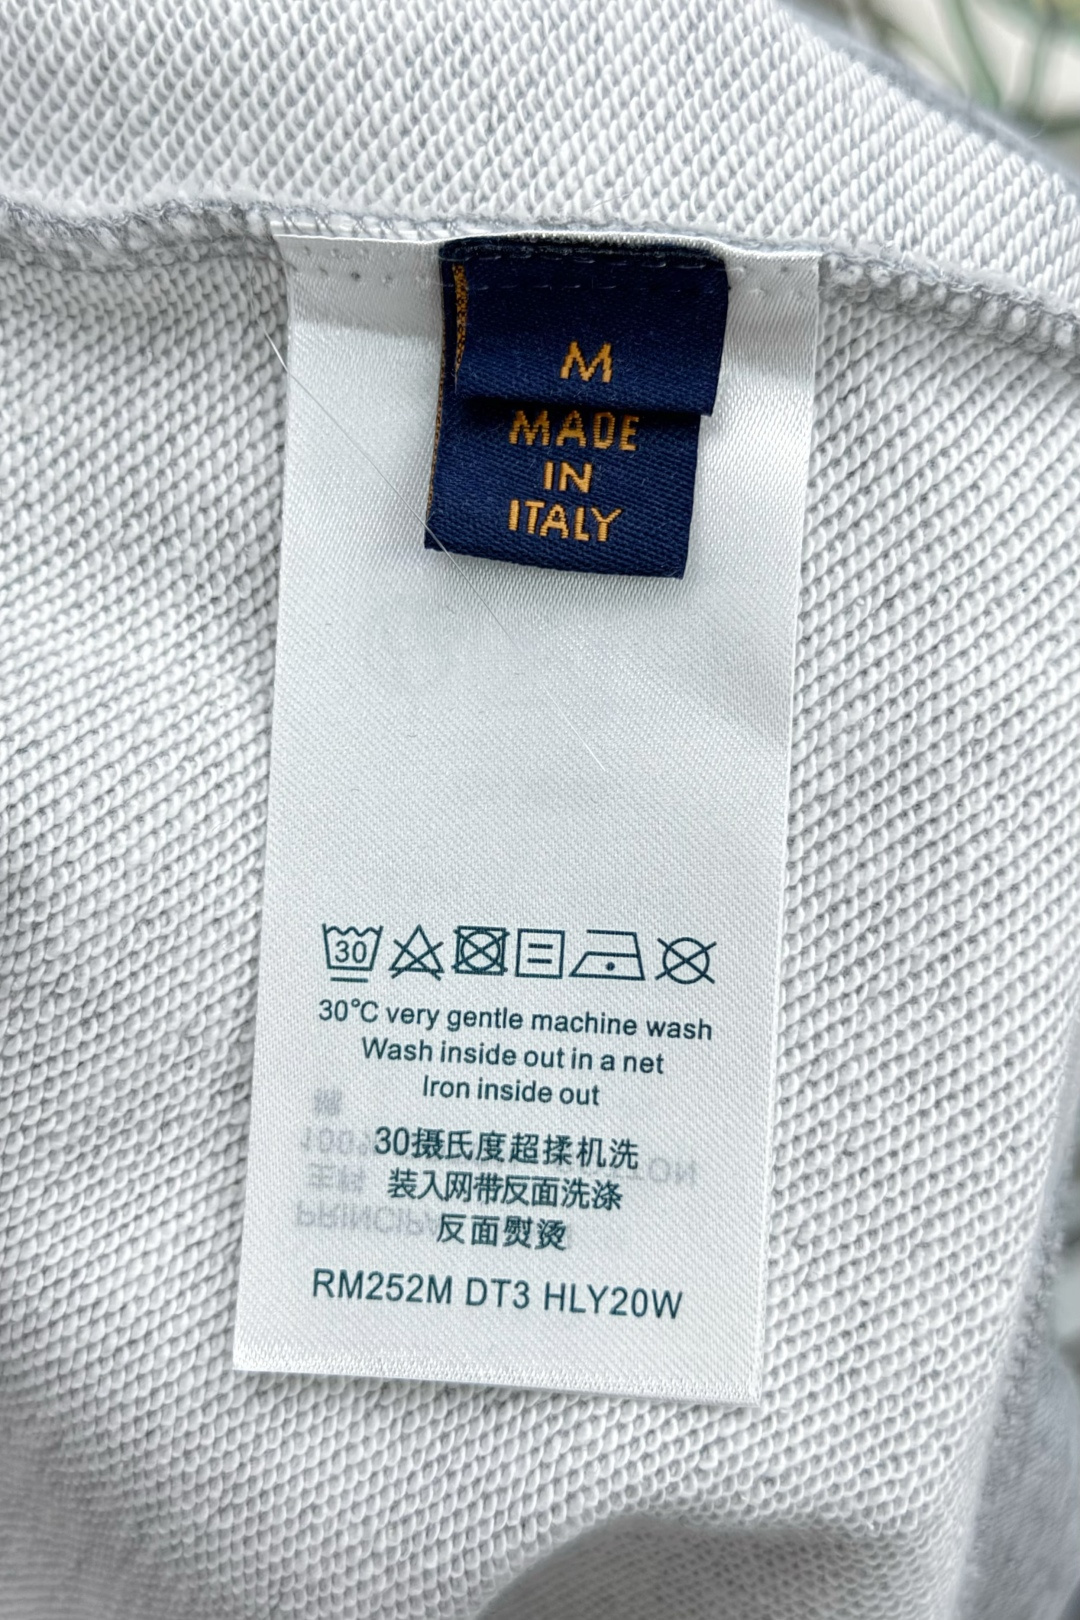 M
MADE
IN
ITALY
30
30°C very gentle machine wash
Wash inside out in a net
Iron inside out
30摄氏度超揉机洗
装入网带反面洗涤
反面熨烫
RM252M DT3 HLY20W